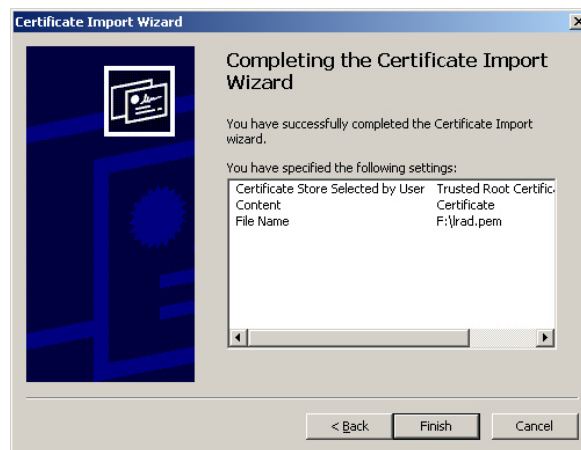 Certificate Import Wizard
Completing the Certificate Import
Wizard
You have successfully completed the Certificate Import
wizard.
You have specified the following settings:
Certificate Store Selected by User Trusted Root Certific
Content Certificate
File Name F:\lrad.pem
< Back Finish Cancel